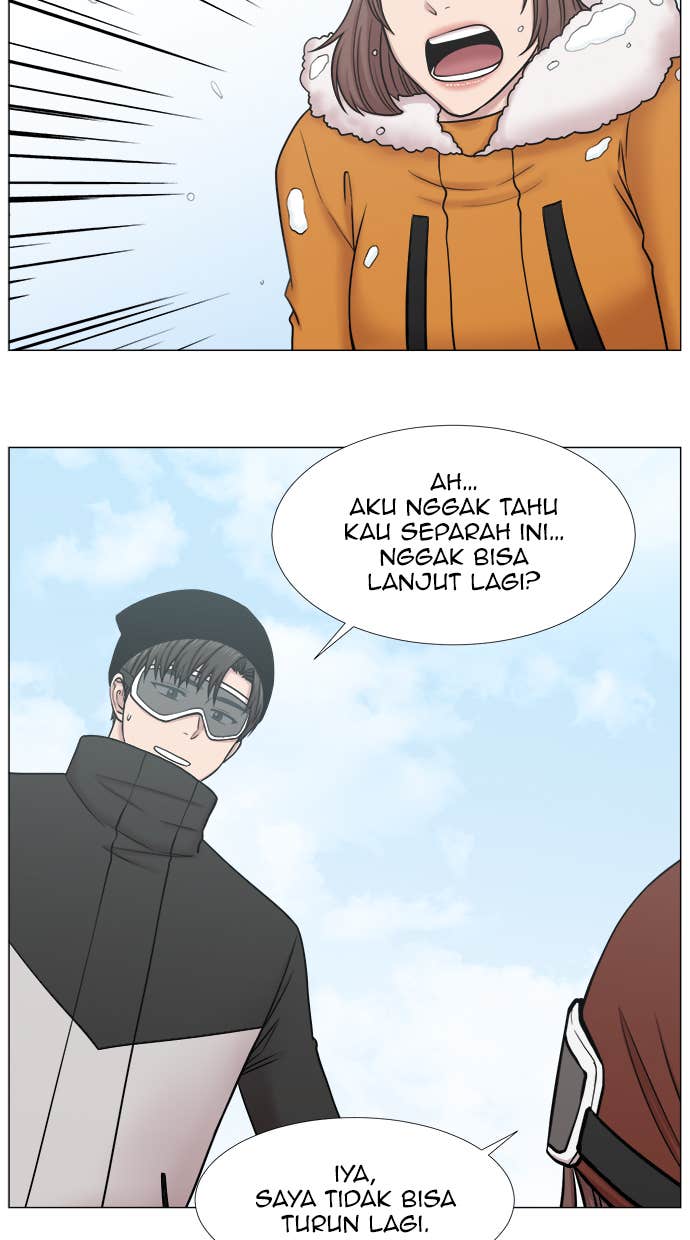 AH...
AKU NGGAK TAHU
KAU SEPARAH INI...
NGGAK BISA
LANJUT LAGI?
IYA,
SAYA TIDAK BISA
TURUN LAGI.